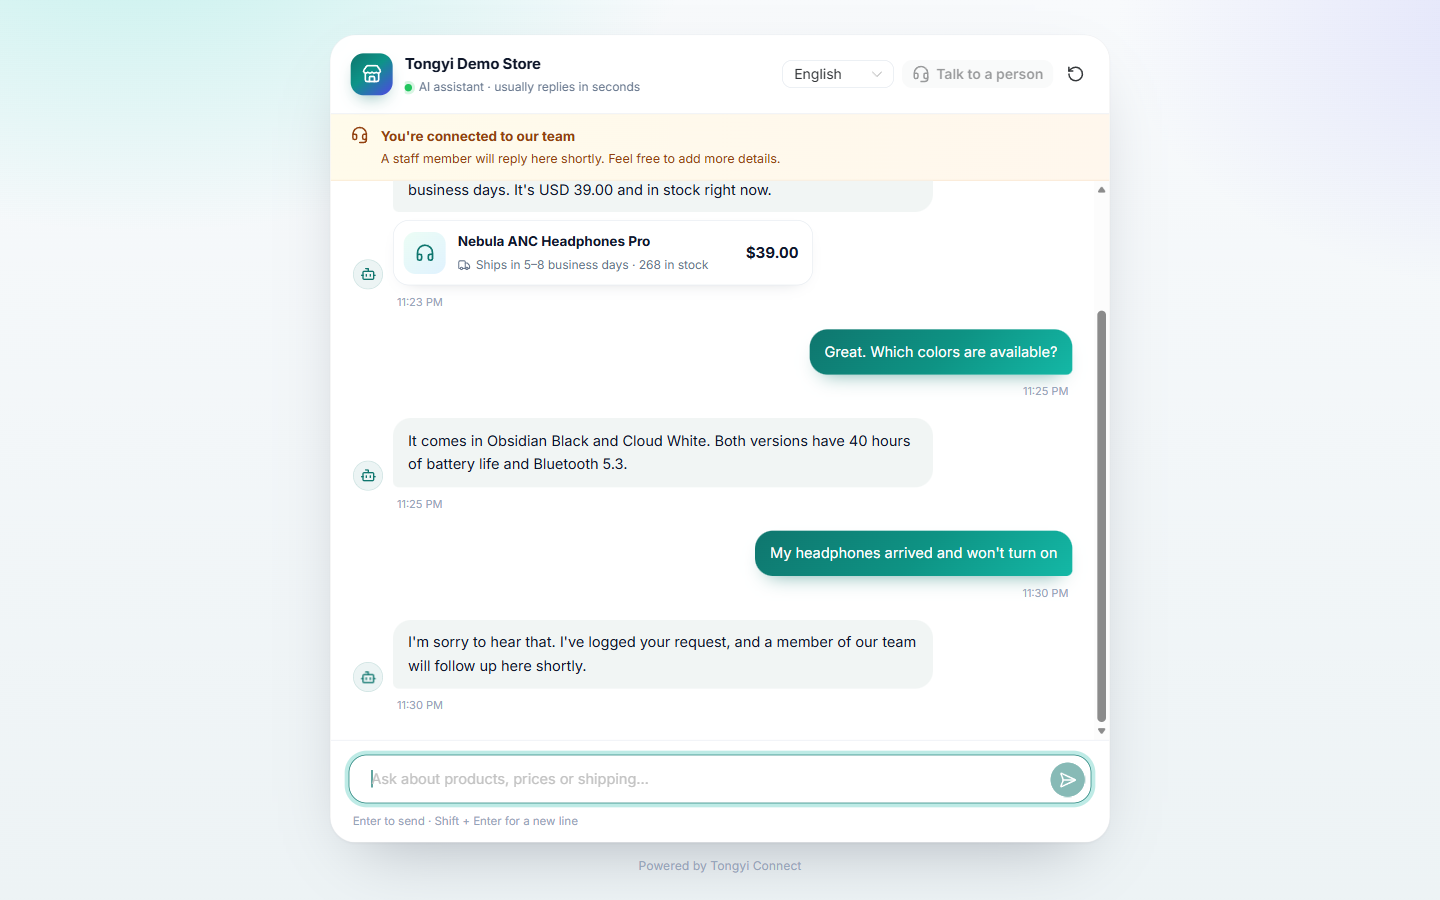 Tongyi Demo Store
AI assistant · usually replies in seconds
English
Talk to a person
You're connected to our team
A staff member will reply here shortly. Feel free to add more details.
business days. It's USD 39.00 and in stock right now.
Nebula ANC Headphones Pro
Ships in 5–8 business days · 268 in stock
$39.00
11:23 PM
Great. Which colors are available?
11:25 PM
It comes in Obsidian Black and Cloud White. Both versions have 40 hours
of battery life and Bluetooth 5.3.
11:25 PM
My headphones arrived and won't turn on
11:30 PM
I'm sorry to hear that. I've logged your request, and a member of our team
will follow up here shortly.
11:30 PM
Ask about products, prices or shipping...
Enter to send · Shift + Enter for a new line
Powered by Tongyi Connect